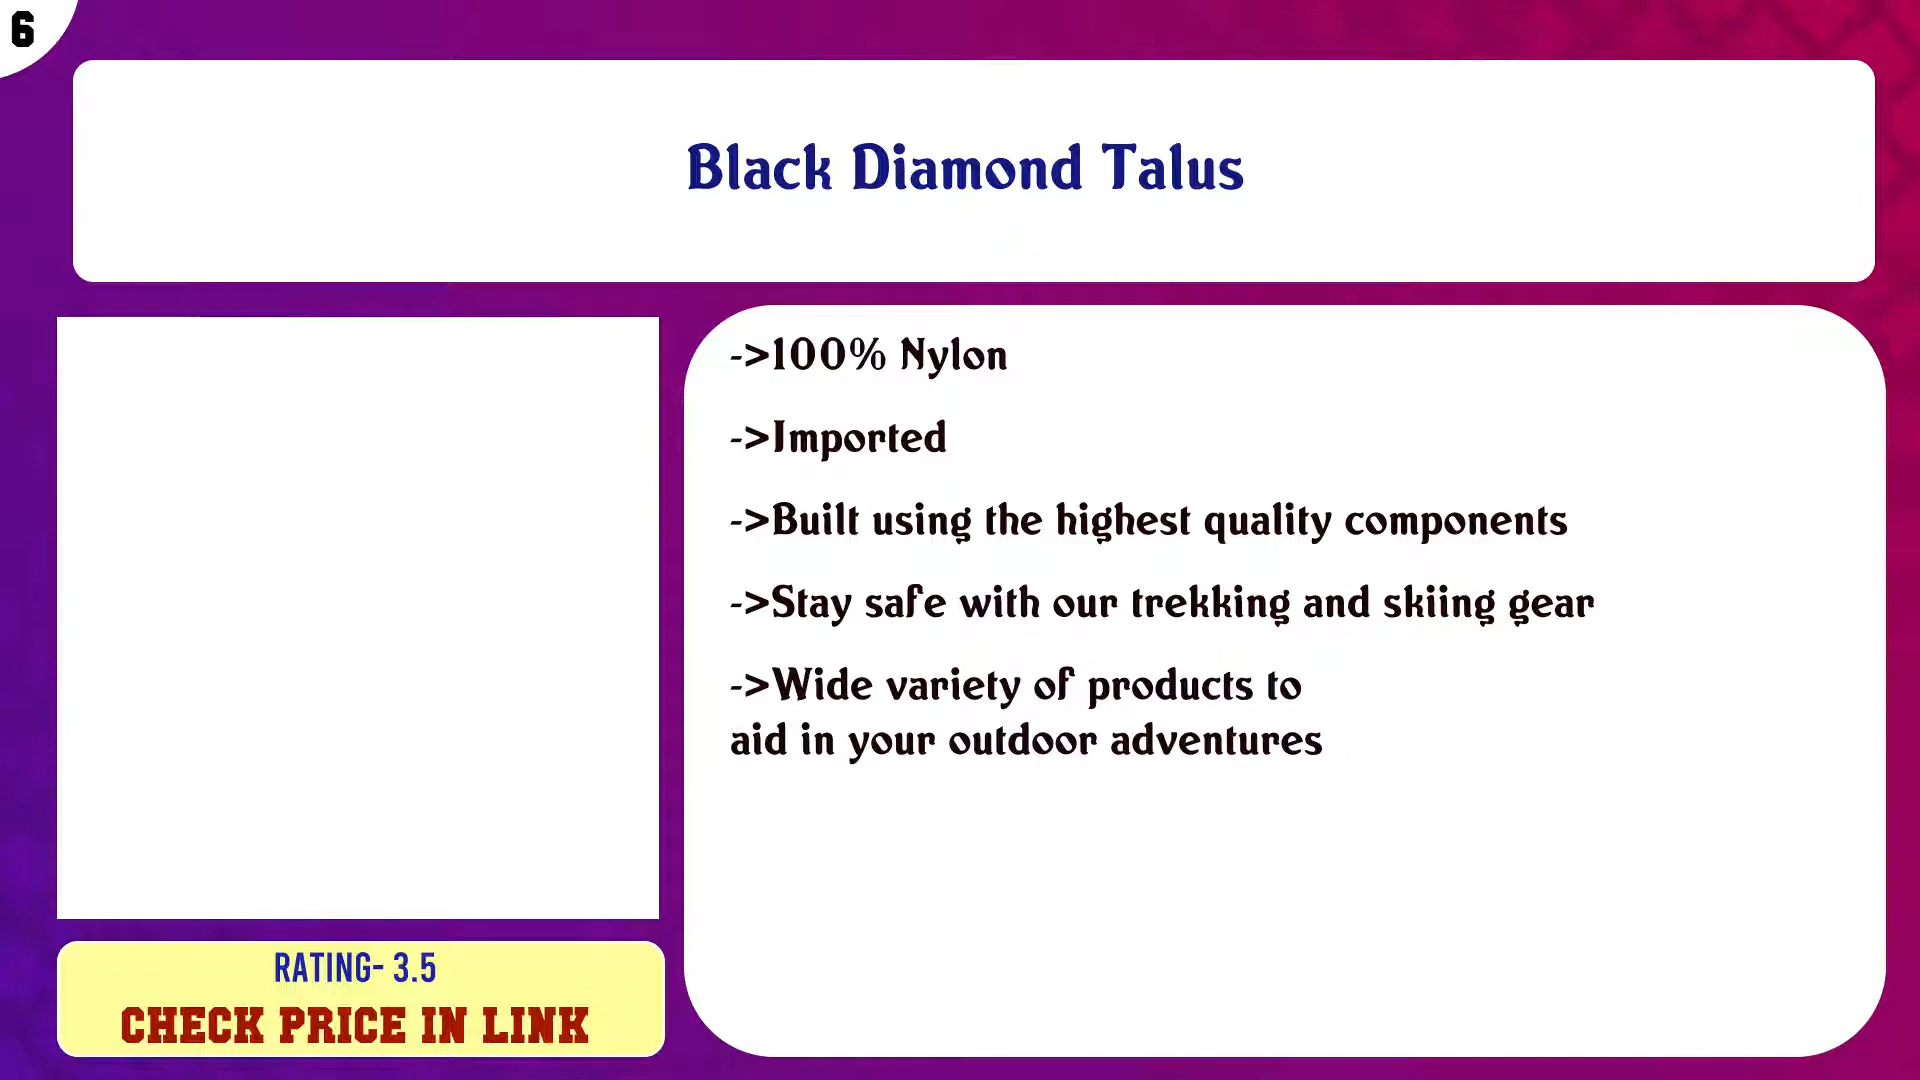 6
Black Diamond Talus
->100% Nylon
->Imported
->Built using the highest quality components
->Stay safe with our trekking and skiing gear
->Wide variety of products to
aid in your outdoor adventures
RATING- 3.5
CHECK PRICE IN LINK